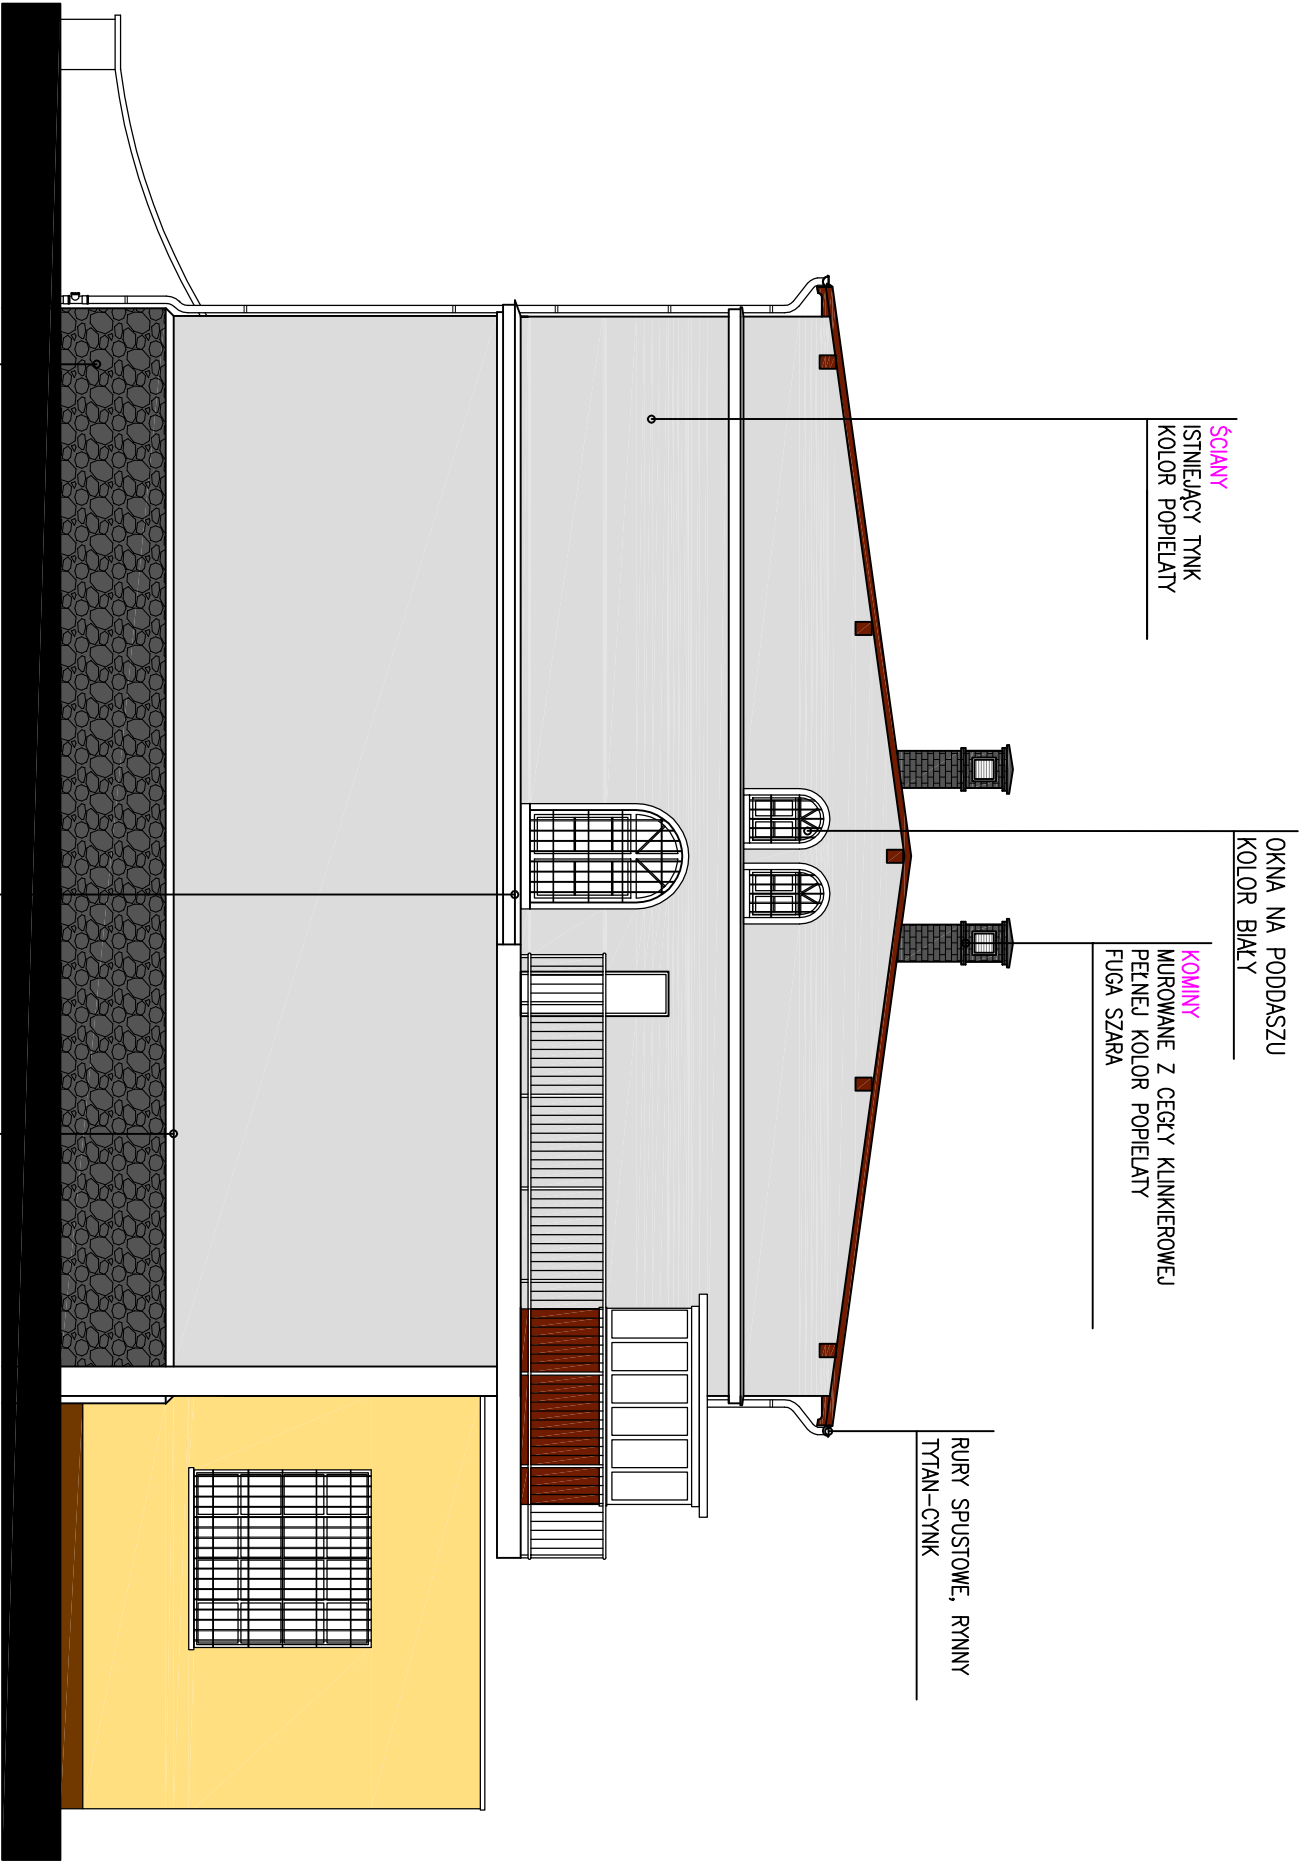 ŚCIANY
ISTNIEJĄCY TYNK
KOLOR POPIELATY
OKNA NA PODDASZU
KOLOR BIAŁY
KOMINY
MUROWANE Z CEGŁY KLINKIEROWEJ
PEŁNEJ KOLOR POPIELATY
FUGA SZARA
RURY SPUSTOWE, RYNNY
TYTAN-CYNK